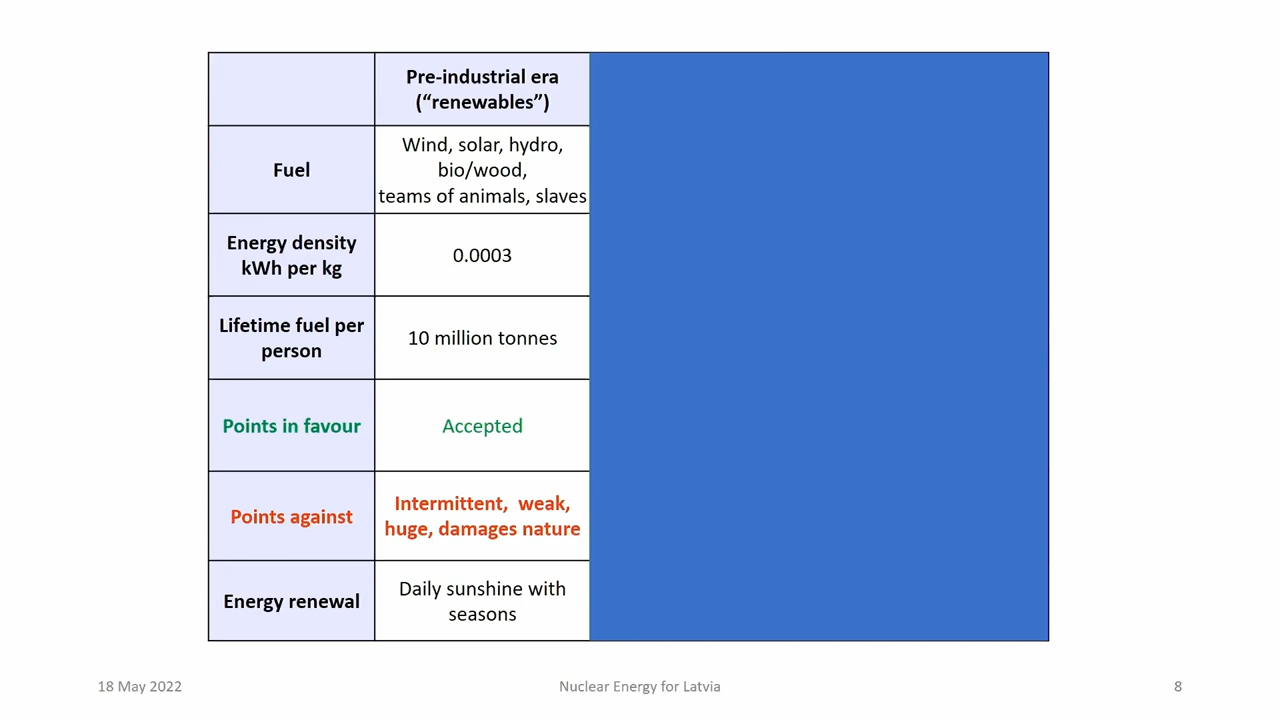 Pre-industrial era
(“renewables”)
Fuel
Wind, solar, hydro,
bio/wood,
teams of animals, slaves
Energy density
kWh per kg
0.0003
Lifetime fuel per
person
10 million tonnes
Points in favour
Accepted
Points against
Intermittent,  weak,
huge, damages nature
Energy renewal
Daily sunshine with
seasons
18 May 2022
Nuclear Energy for Latvia
8